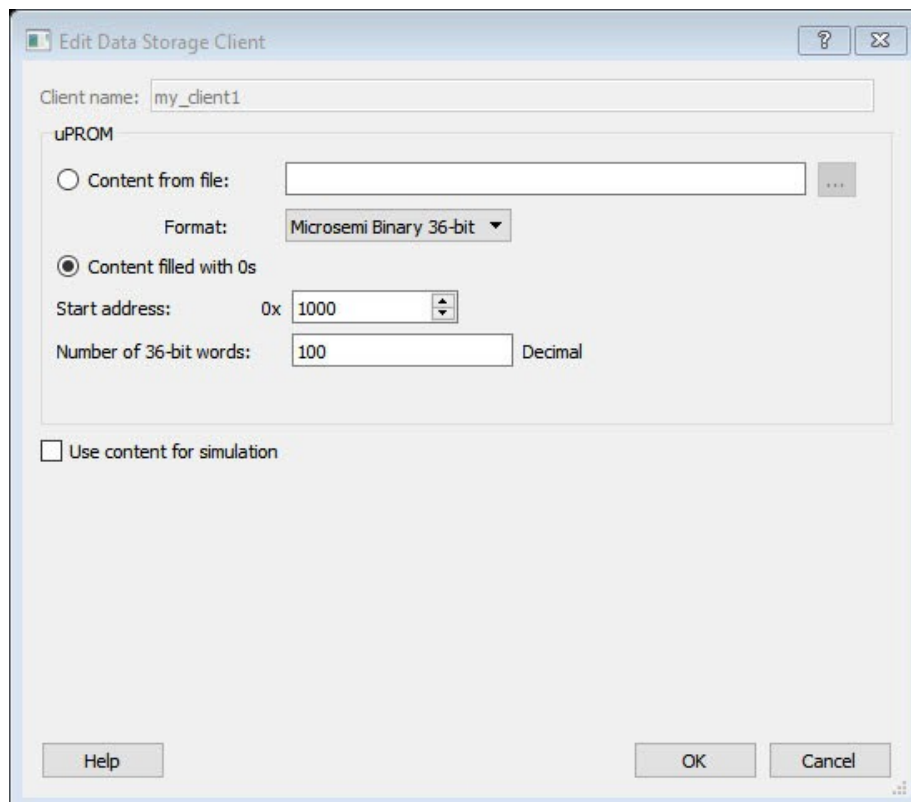 Edit Data Storage Client
Client name: my_client1
uPROM
Content from file: ...
Format: Microsemi Binary 36-bit
Content filled with 0s
Start address: 0x 1000
Number of 36-bit words: 100 Decimal
Use content for simulation
Help OK Cancel